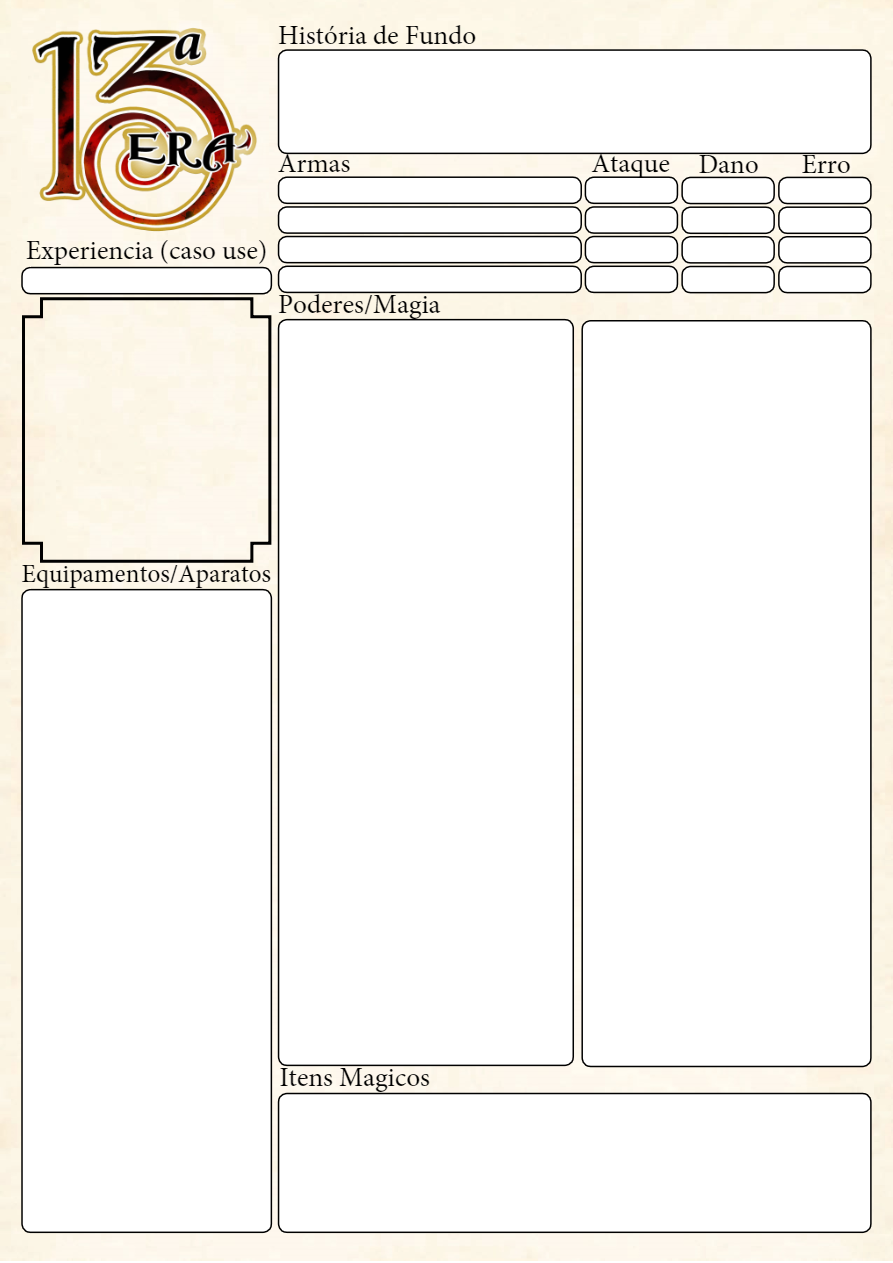 13ª
ERA
História de Fundo
Armas Ataque Dano Erro
Experiencia (caso use)
Poderes/Magia
Equipamentos/Aparatos
Itens Magicos